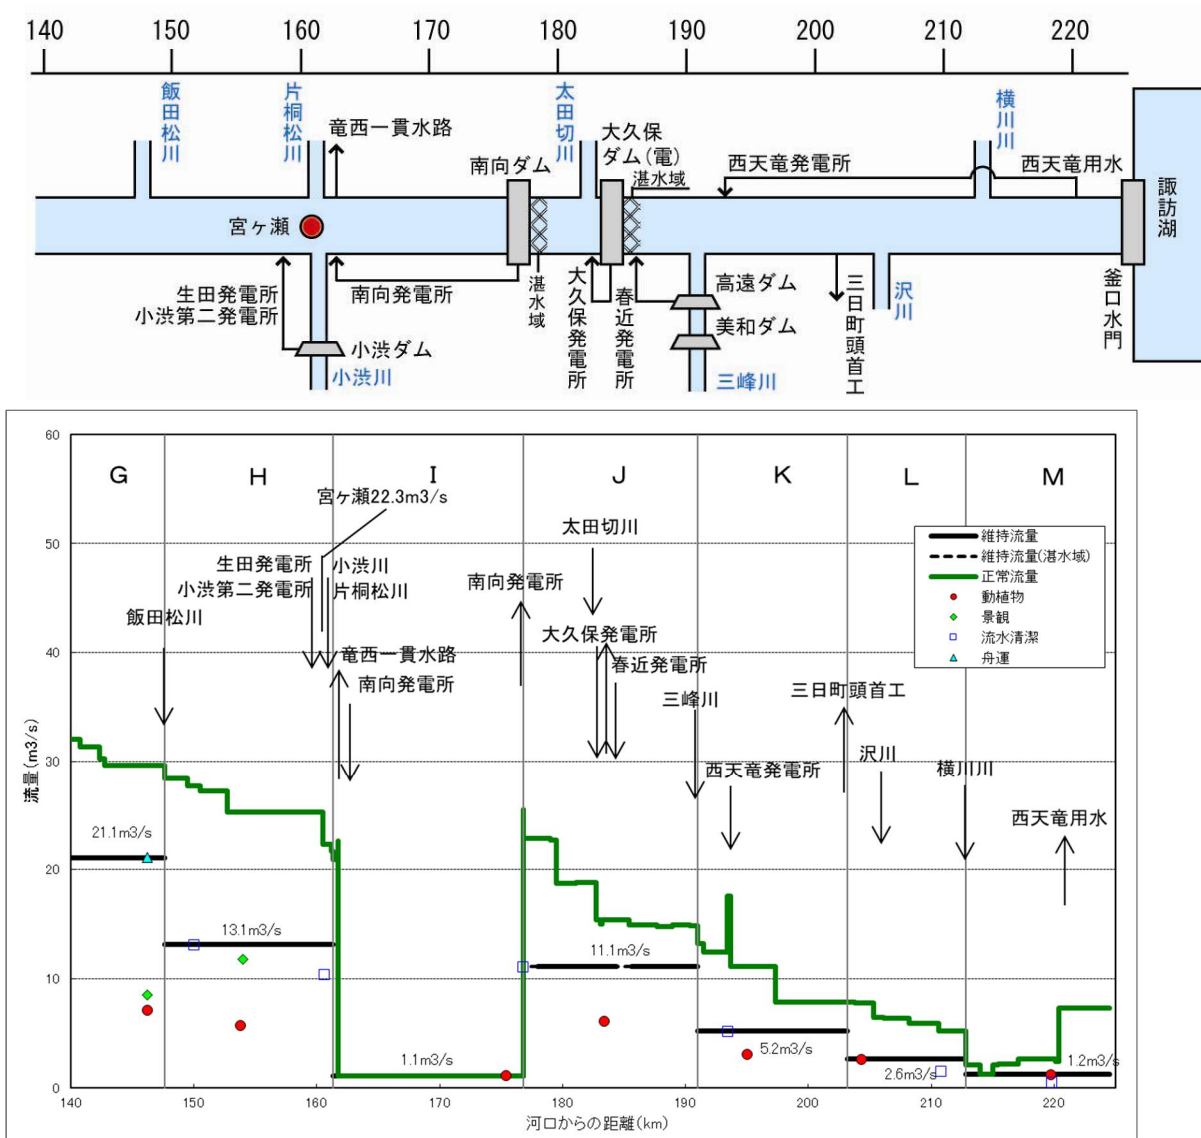 140 150 160 170 180 190 200 210 220
飯田松川
片桐松川
竜西一貫水路
南向ダム
太田切川
大久保
ダム(電)
湛水域
西天竜発電所
横川川
西天竜用水
諏訪湖
宮ヶ瀬
生田発電所
小渋第二発電所
南向発電所
湛水域
大久保発電所
春近発電所
高遠ダム
美和ダム
三日町頭首工
沢川
釜口水門
小渋ダム
小渋川
三峰川
60
50
40
30
20
10
0
流量(m3/s)
G H I J K L M
宮ヶ瀬22.3m3/s
太田切川
維持流量
維持流量(湛水域)
正常流量
動植物
景観
流水清潔
舟運
生田発電所
小渋第二発電所
小渋川
片桐松川
南向発電所
飯田松川
竜西一貫水路
南向発電所
大久保発電所
春近発電所
三峰川
三日町頭首工
西天竜発電所
沢川
横川川
西天竜用水
21.1m3/s
13.1m3/s
1.1m3/s
11.1m3/s
5.2m3/s
2.6m3/s
1.2m3/s
140 150 160 170 180 190 200 210 220
河口からの距離(km)